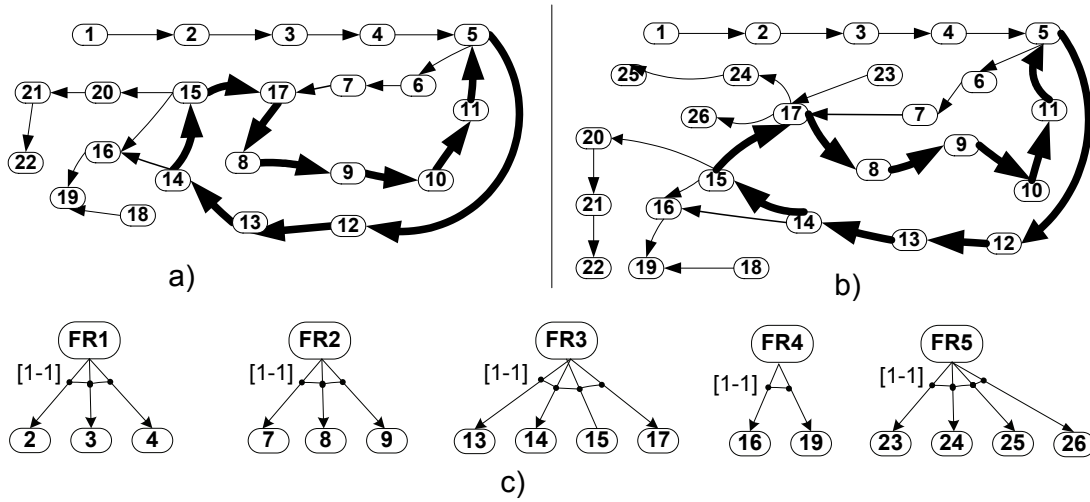 1 2 3 4 5
21 20 15 17 7 6
11
22 16 8 9 10
14
19 18 13 12
a)
1 2 3 4 5
25 24 23 6
26 17 7 11
20 9
15 8 10
21 16 14 13 12
22 19 18
b)
FR1 FR2 FR3 FR4 FR5
[1-1] [1-1] [1-1] [1-1] [1-1]
2 3 4 7 8 9 13 14 15 17 16 19 23 24 25 26
c)